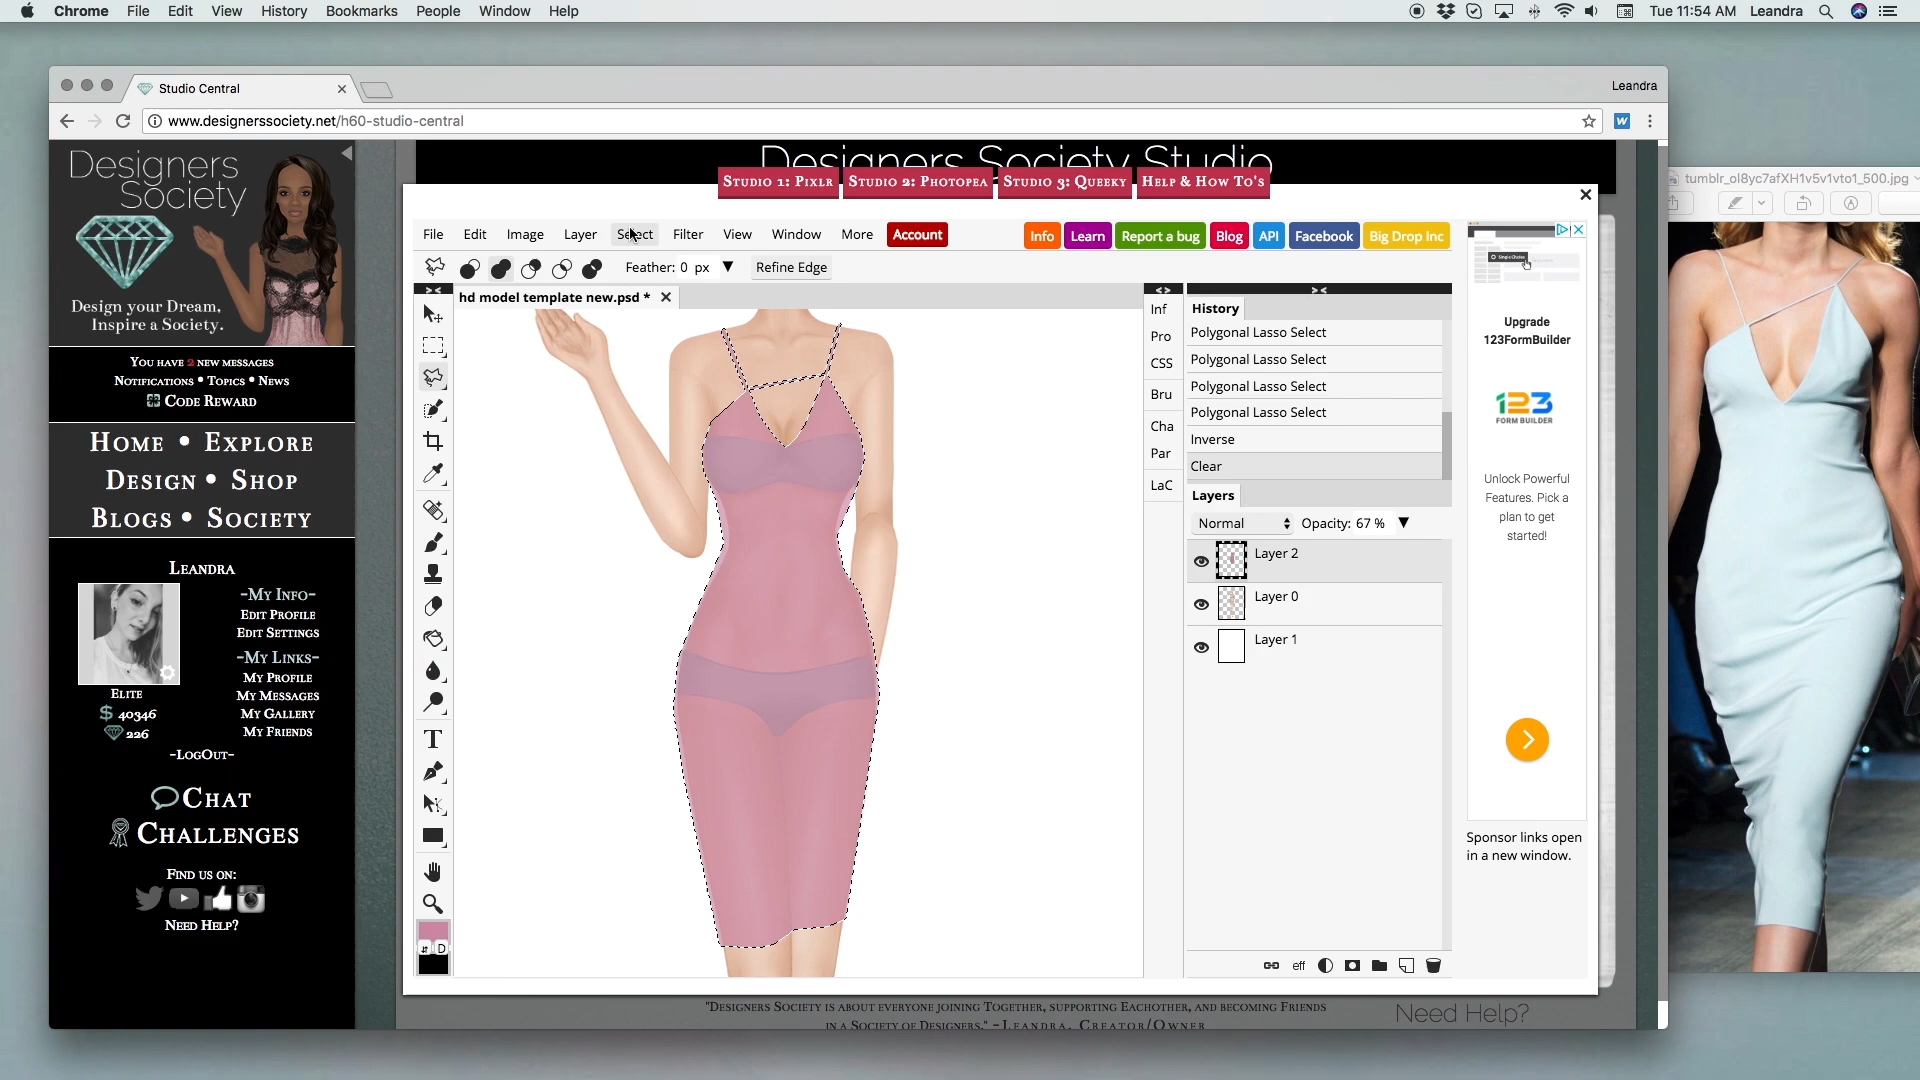 Chrome File Edit View History Bookmarks People Window Help Tue 11:54 AM Leandra
Studio Central Leandra
www.designerssociety.net/h60-studio-central
Designers
Society
Design your Dream,
Inspire a Society.
You have 2 new messages
Notifications • Topics • News
Code Reward
Home • Explore
Design • Shop
Blogs • Society
Leandra
-My Info-
Edit Profile
Edit Settings
-My Links-
My Profile
Elite
My Messages
$ 40346
My Gallery
226
My Friends
-LogOut-
Chat
Challenges
Find us on:
Need Help?
Designers Society Studio
Studio 1: Pixlr Studio 2: Photopea Studio 3: Queeky Help & How To's
File Edit Image Layer Select Filter View Window More Account Info Learn Report a bug Blog API Facebook Big Drop Inc
Feather: 0 px ▼ Refine Edge
hd model template new.psd *
> <
< >
> <
Inf
Pro
CSS
Bru
Cha
Par
LaC
History
Polygonal Lasso Select
Polygonal Lasso Select
Polygonal Lasso Select
Polygonal Lasso Select
Inverse
Clear
Layers
Normal Opacity: 67 % ▼
Layer 2
Layer 0
Layer 1
eff
T
D
Single Choice
Upgrade
123FormBuilder
123
FORM BUILDER
Unlock Powerful
Features. Pick a
plan to get
started!
Sponsor links open
in a new window.
"Designers Society is about everyone joining Together, supporting Eachother, and becoming Friends
in a Society of Designers." -Leandra, Creator/Owner
Need Help?
tumblr_ol8yc7afXH1v5v1vto1_500.jpg
W